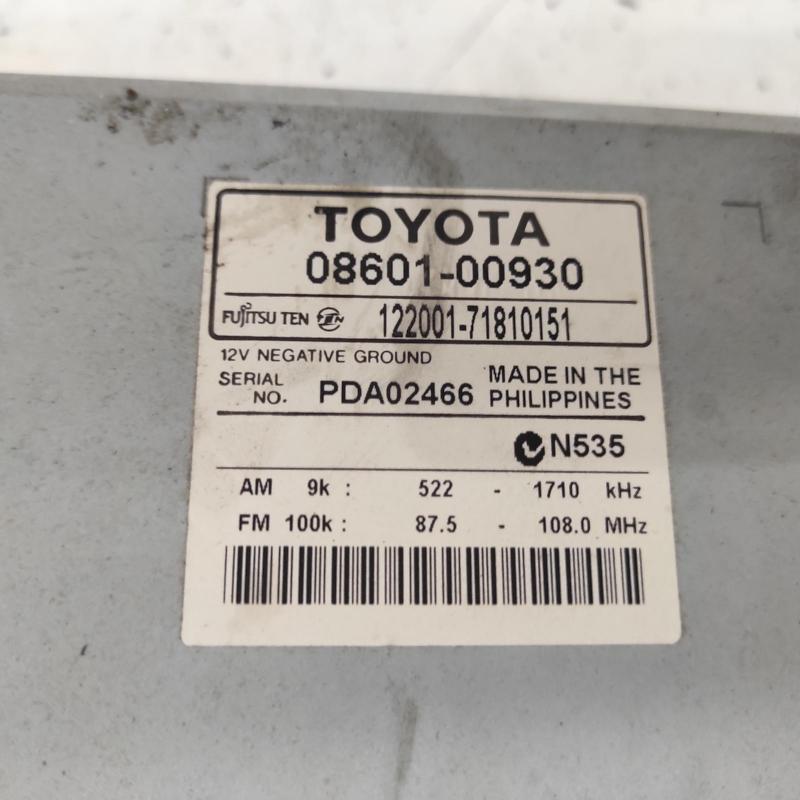 TOYOTA
08601-00930
FUJITSU TEN TEN 122001-71810151
12V NEGATIVE GROUND
SERIAL NO. PDA02466 MADE IN THE PHILIPPINES
N535
AM 9k : 522 - 1710 kHz
FM 100k : 87.5 - 108.0 MHz